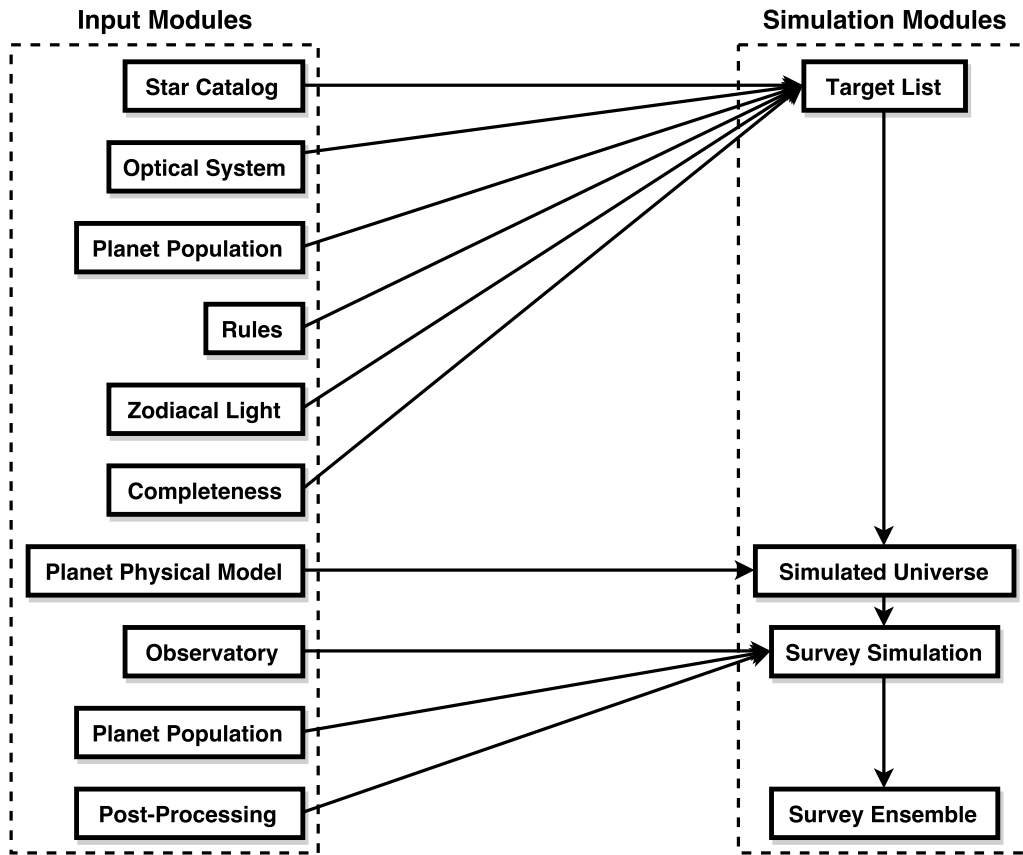 Input Modules
Simulation Modules
Star Catalog
Target List
Optical System
Planet Population
Rules
Zodiacal Light
Completeness
Planet Physical Model
Simulated Universe
Observatory
Survey Simulation
Planet Population
Post-Processing
Survey Ensemble